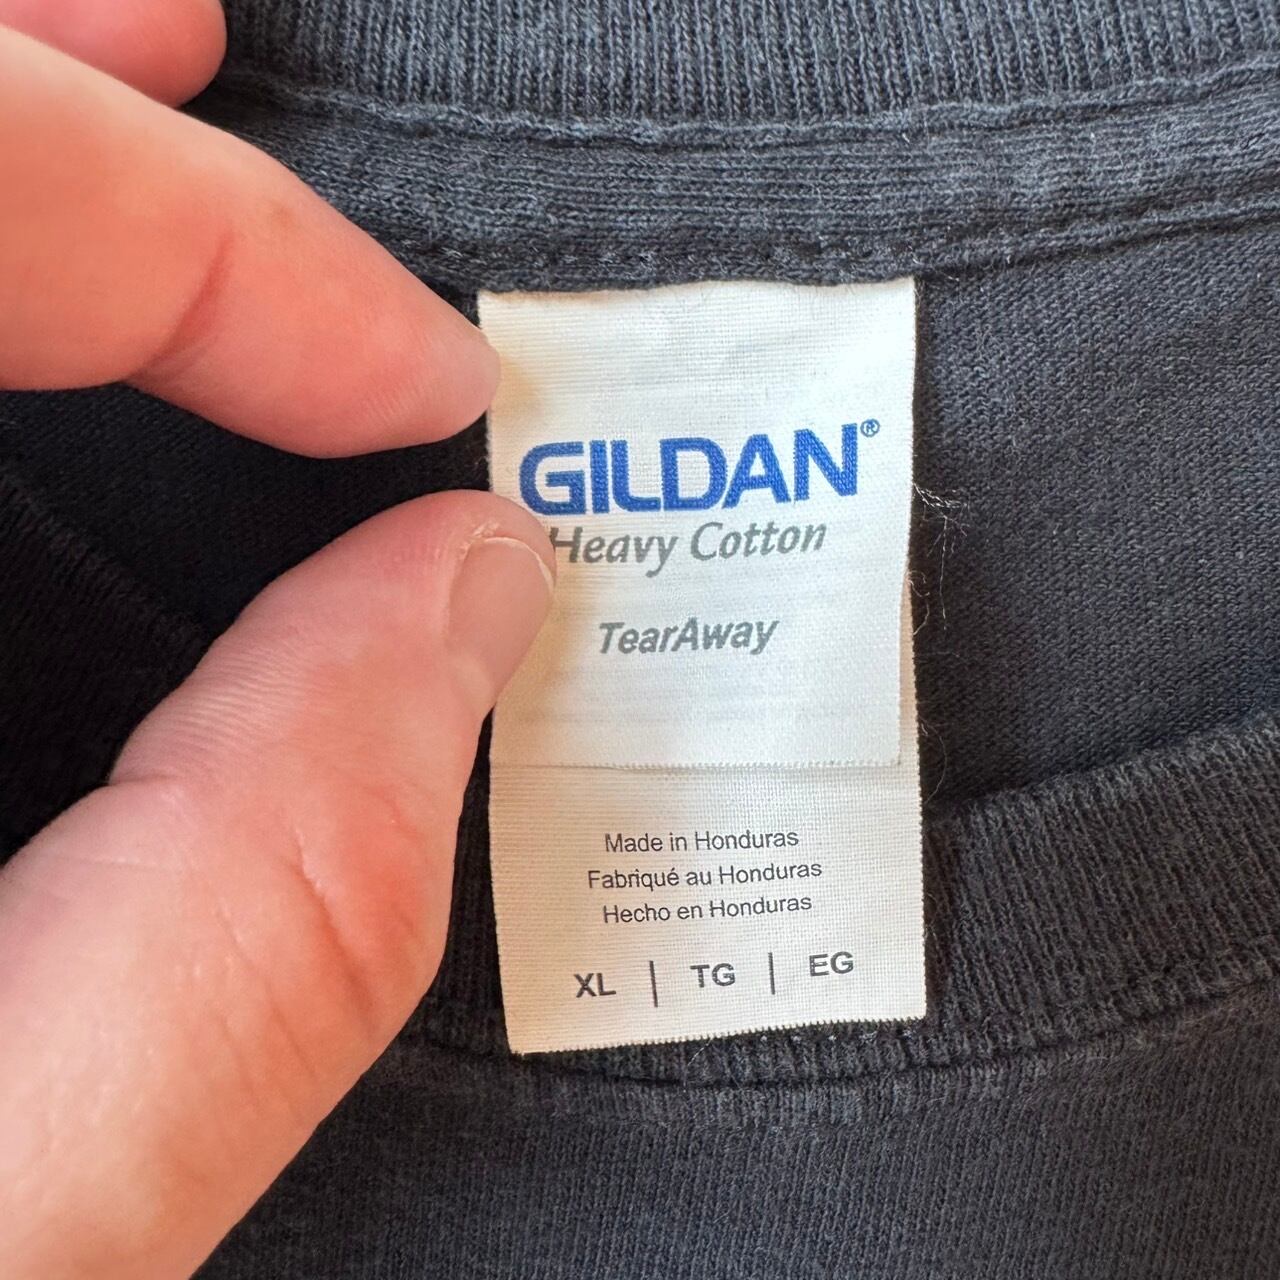 GILDAN®
Heavy Cotton
TearAway
Made in Honduras
Fabriqué au Honduras
Hecho en Honduras
XL | TG | EG